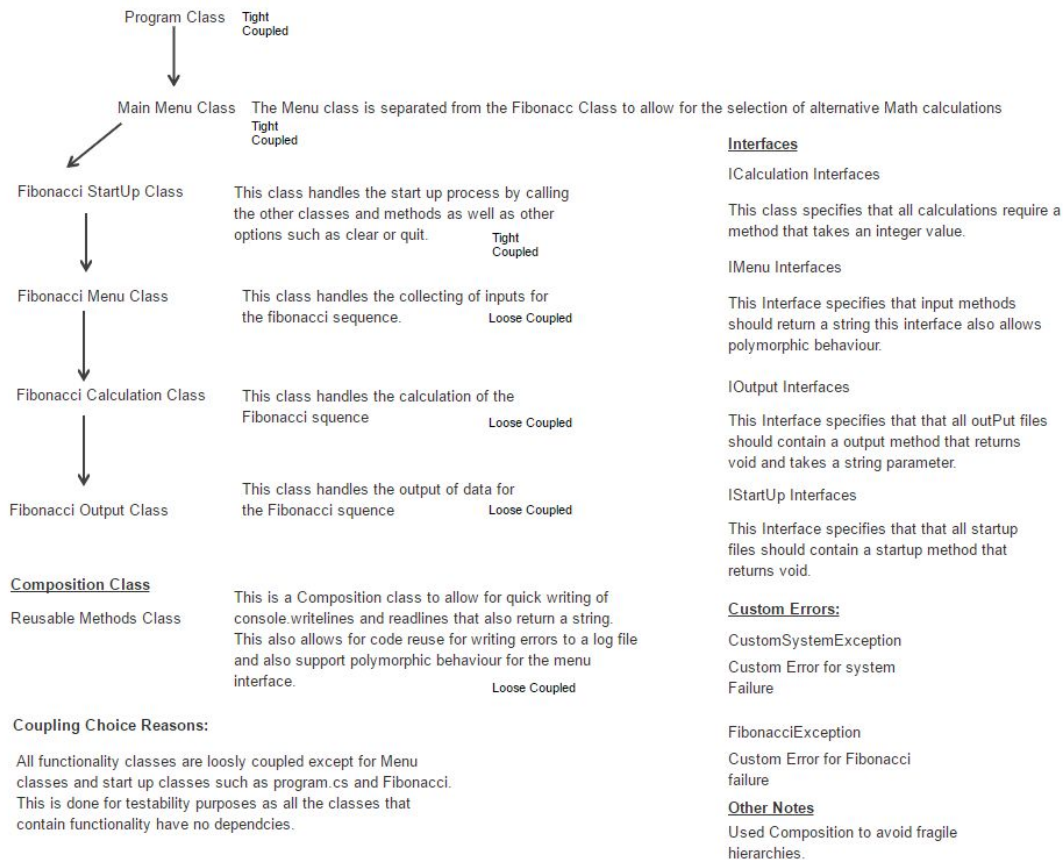 Program Class
Tight
Coupled
Main Menu Class
The Menu class is separated from the Fibonacc Class to allow for the selection of alternative Math calculations
Tight
Coupled
Fibonacci StartUp Class
This class handles the start up process by calling
the other classes and methods as well as other
options such as clear or quit.
Tight
Coupled
Fibonacci Menu Class
This class handles the collecting of inputs for
the fibonacci sequence.
Loose Coupled
Fibonacci Calculation Class
This class handles the calculation of the
Fibonacci squence
Loose Coupled
Fibonacci Output Class
This class handles the output of data for
the Fibonacci squence
Loose Coupled
Composition Class
Reusable Methods Class
This is a Composition class to allow for quick writing of
console.writelines and readlines that also return a string.
This also allows for code reuse for writing errors to a log file
and also support polymorphic behaviour for the menu
interface.
Loose Coupled
Coupling Choice Reasons:
All functionality classes are loosly coupled except for Menu
classes and start up classes such as program.cs and Fibonacci.
This is done for testability purposes as all the classes that
contain functionality have no dependcies.
Interfaces
ICalculation Interfaces
This class specifies that all calculations require a
method that takes an integer value.
IMenu Interfaces
This Interface specifies that input methods
should return a string this interface also allows
polymorphic behaviour.
IOutput Interfaces
This Interface specifies that that all outPut files
should contain a output method that returns
void and takes a string parameter.
IStartUp Interfaces
This Interface specifies that that all startup
files should contain a startup method that
returns void.
Custom Errors:
CustomSystemException
Custom Error for system
Failure
FibonacciException
Custom Error for Fibonacci
failure
Other Notes
Used Composition to avoid fragile
hierarchies.